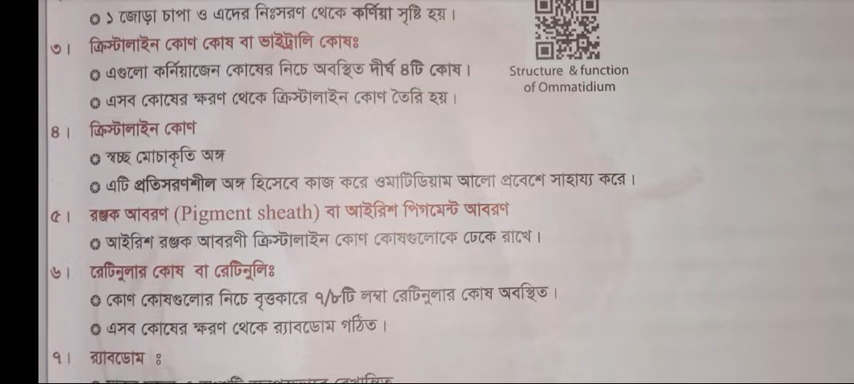 ০ ১ জোড়া চাপা ও এদের নিঃসরণ থেকে কর্ণিয়া সৃষ্টি হয়।
৩। ক্রিস্টালাইন কোণ কোষ বা ভাইট্রালি কোষঃ
০ এগুলো কর্নিয়াজেন কোষের নিচে অবস্থিত দীর্ঘ ৪টি কোষ।
Structure & function
of Ommatidium
০ এসব কোষের ক্ষরণ থেকে ক্রিস্টালাইন কোণ তৈরি হয়।
৪। ক্রিস্টালাইন কোণ
০ স্বচ্ছ মোচাকৃতি অঙ্গ
০ এটি প্রতিসরণশীল অঙ্গ হিসেবে কাজ করে ওমাটিডিয়াম আলো প্রবেশে সাহায্য করে।
৫। রঞ্জক আবরণ (Pigment sheath) বা আইরিশ পিগমেন্ট আবরণ
০ আইরিশ রঞ্জক আবরণী ক্রিস্টালাইন কোণ কোষগুলোকে ঢেকে রাখে।
৬। রেটিনুলার কোষ বা রেটিনুলিঃ
০ কোণ কোষগুলোর নিচে বৃত্তকারে ৭/৮টি লম্বা রেটিনুলার কোষ অবস্থিত।
০ এসব কোষের ক্ষরণ থেকে র‍্যাবডোম গঠিত।
৭। র‍্যাবডোম ঃ